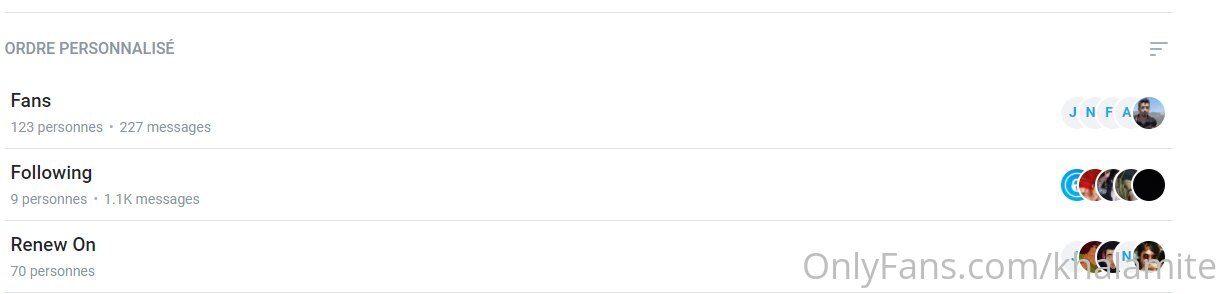 ORDRE PERSONNALISÉ
Fans
123 personnes • 227 messages
J N F A
Following
9 personnes • 1.1K messages
Renew On
70 personnes
N
OnlyFans.com/khalamite